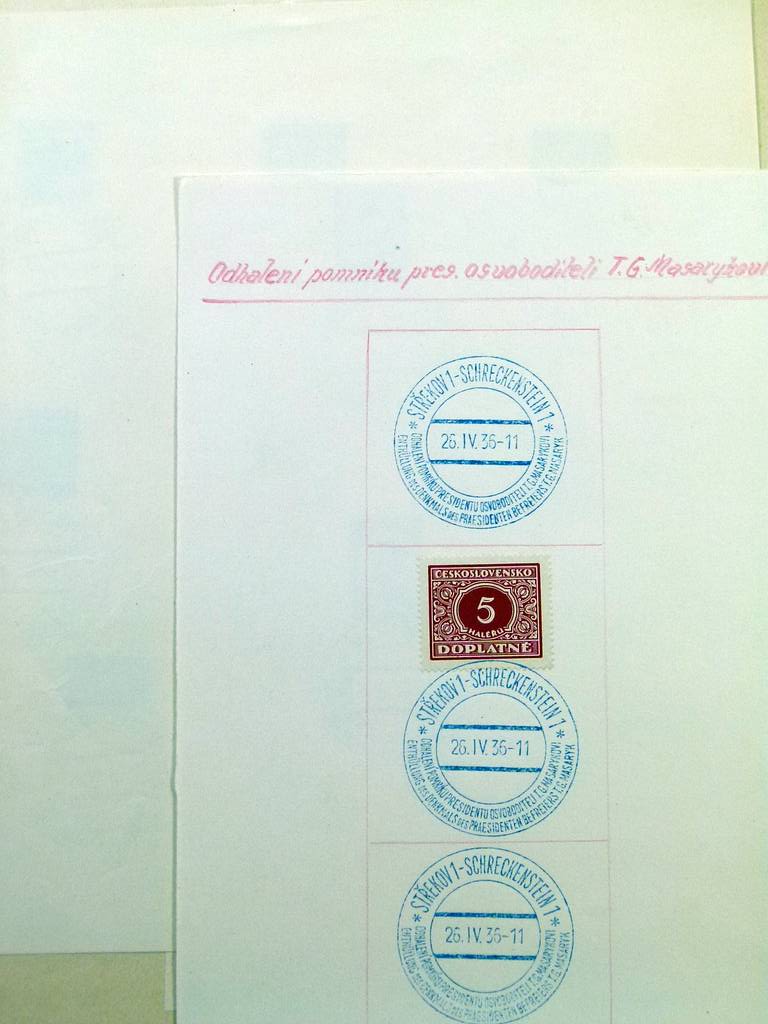 Odhalení pomníku pres. osvoboditeli T. G. Masarykovi
* STŘEKOV 1 - SCHRECKENSTEIN 1 *
26. IV. 36-11
ODHALENÍ POMNÍKU PRESIDENTU OSVOBODITELI T.G. MASARYKOVI
ENTHÜLLUNG DES DENKMALS DES PRAESIDENTEN BEFREIERS T.G. MASARYK
ČESKOSLOVENSKO
5
HALÉŘŮ
DOPLATNÉ
* STŘEKOV 1 - SCHRECKENSTEIN 1 *
26. IV. 36-11
ODHALENÍ POMNÍKU PRESIDENTU OSVOBODITELI T.G. MASARYKOVI
ENTHÜLLUNG DES DENKMALS DES PRAESIDENTEN BEFREIERS T.G. MASARYK
* STŘEKOV 1 - SCHRECKENSTEIN 1 *
26. IV. 36-11
ODHALENÍ POMNÍKU PRESIDENTU OSVOBODITELI T.G. MASARYKOVI
ENTHÜLLUNG DES DENKMALS DES PRAESIDENTEN BEFREIERS T.G. MASARYK